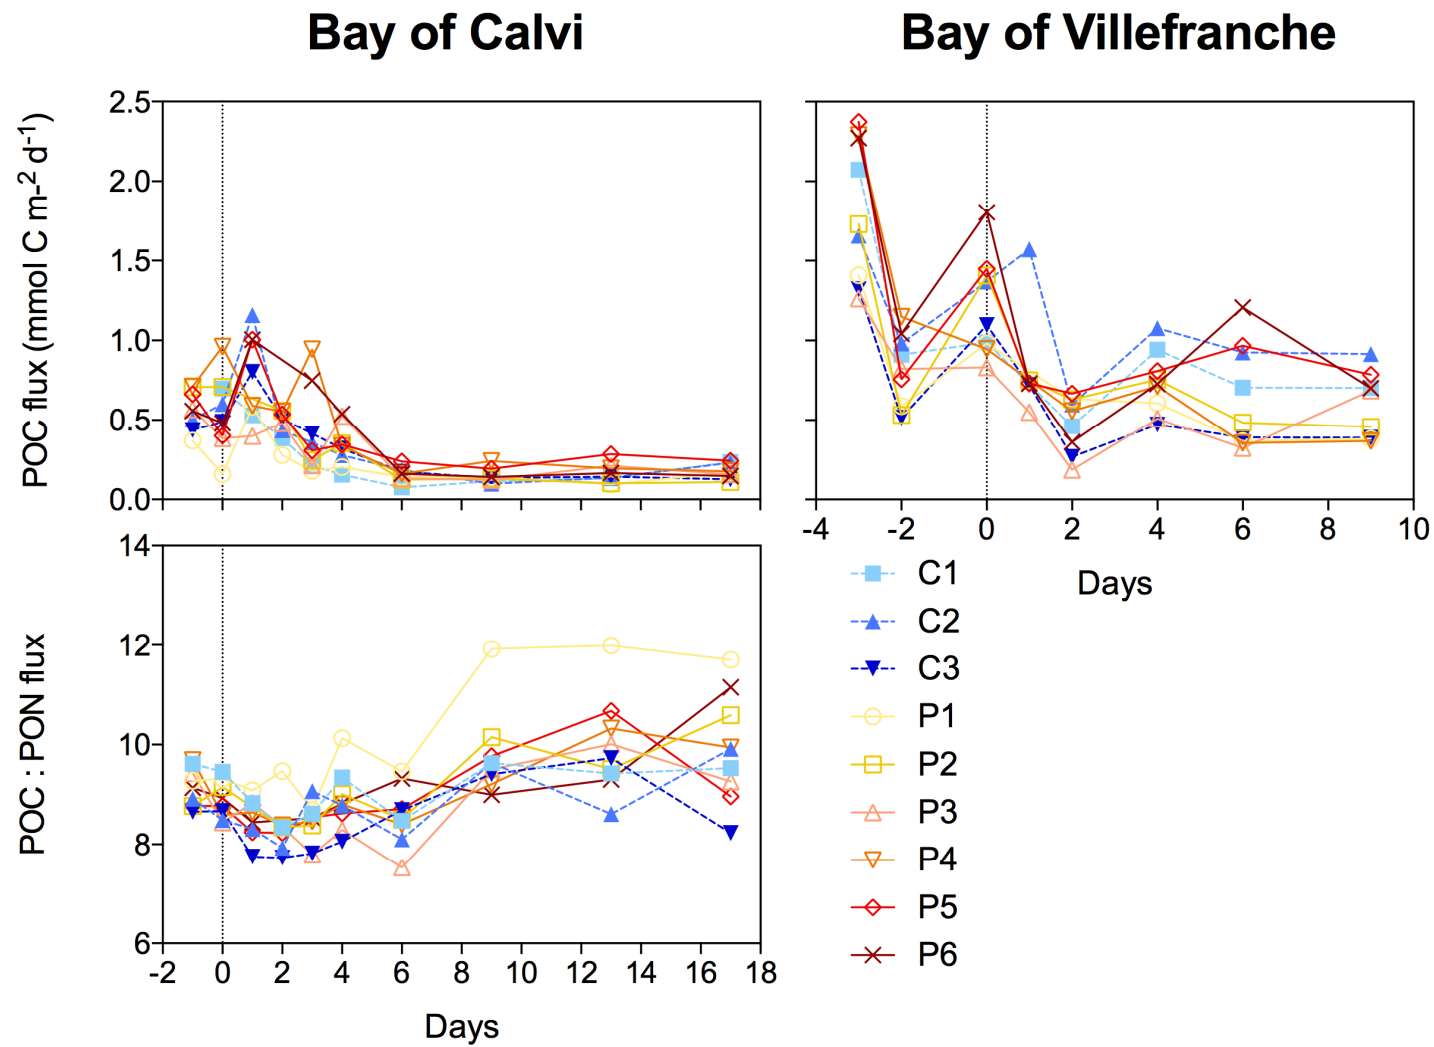 Bay of Calvi
Bay of Villefranche
POC flux (mmol C m-² d-1)
2.5
2.0
1.5
1.0
0.5
0.0
-4 -2 0 2 4 6 8 10
Days
POC : PON flux
14
12
10
8
6
-2 0 2 4 6 8 10 12 14 16 18
Days
C1
C2
C3
P1
P2
P3
P4
P5
P6